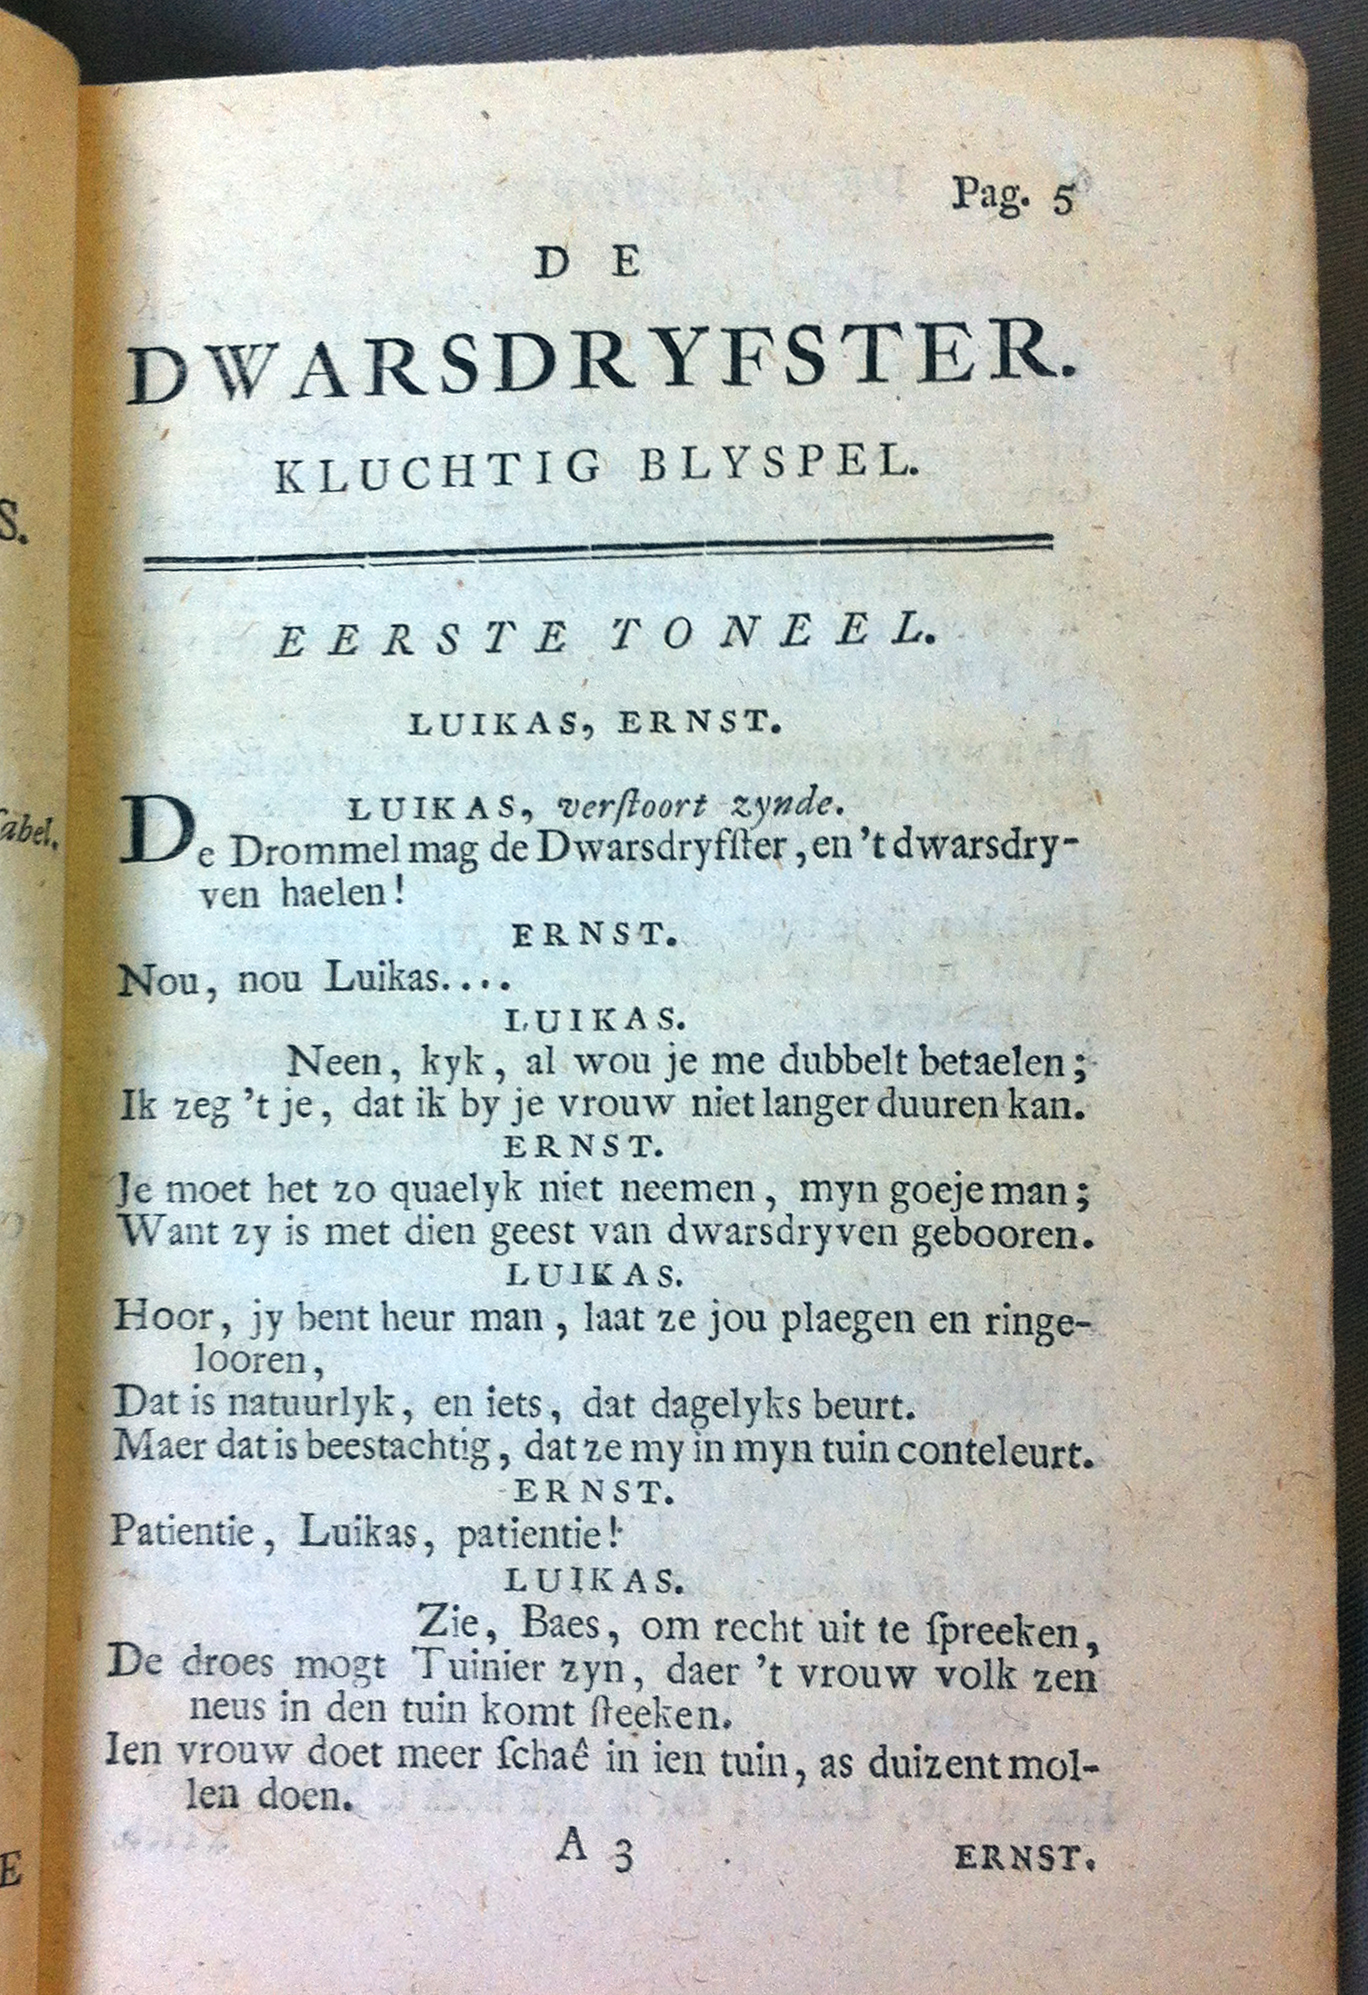 Pag. 5
DE
DWARSDRYFSTER.
KLUCHTIG BLYSPEL.
EERSTE TONEEL.
LUIKAS, ERNST.
LUIKAS, verſtoort zynde.
De Drommel mag de Dwarsdryfſter, en 't dwarsdry-
ven haelen!
ERNST.
Nou, nou Luikas....
LUIKAS.
Neen, kyk, al wou je me dubbelt betaelen;
Ik zeg 't je, dat ik by je vrouw niet langer duuren kan.
ERNST.
Je moet het zo quaelyk niet neemen, myn goeje man;
Want zy is met dien geest van dwarsdryven gebooren.
LUIKAS.
Hoor, jy bent heur man, laat ze jou plaegen en ringe-
looren,
Dat is natuurlyk, en iets, dat dagelyks beurt.
Maer dat is beestachtig, dat ze my in myn tuin conteleurt.
ERNST.
Patientie, Luikas, patientie!
LUIKAS.
Zie, Baes, om recht uit te ſpreeken,
De droes mogt Tuinier zyn, daer 't vrouw volk zen
neus in den tuin komt ſteeken.
Ien vrouw doet meer ſchaê in ien tuin, as duizent mol-
len doen.
A 3
ERNST.
S.
abel.
E